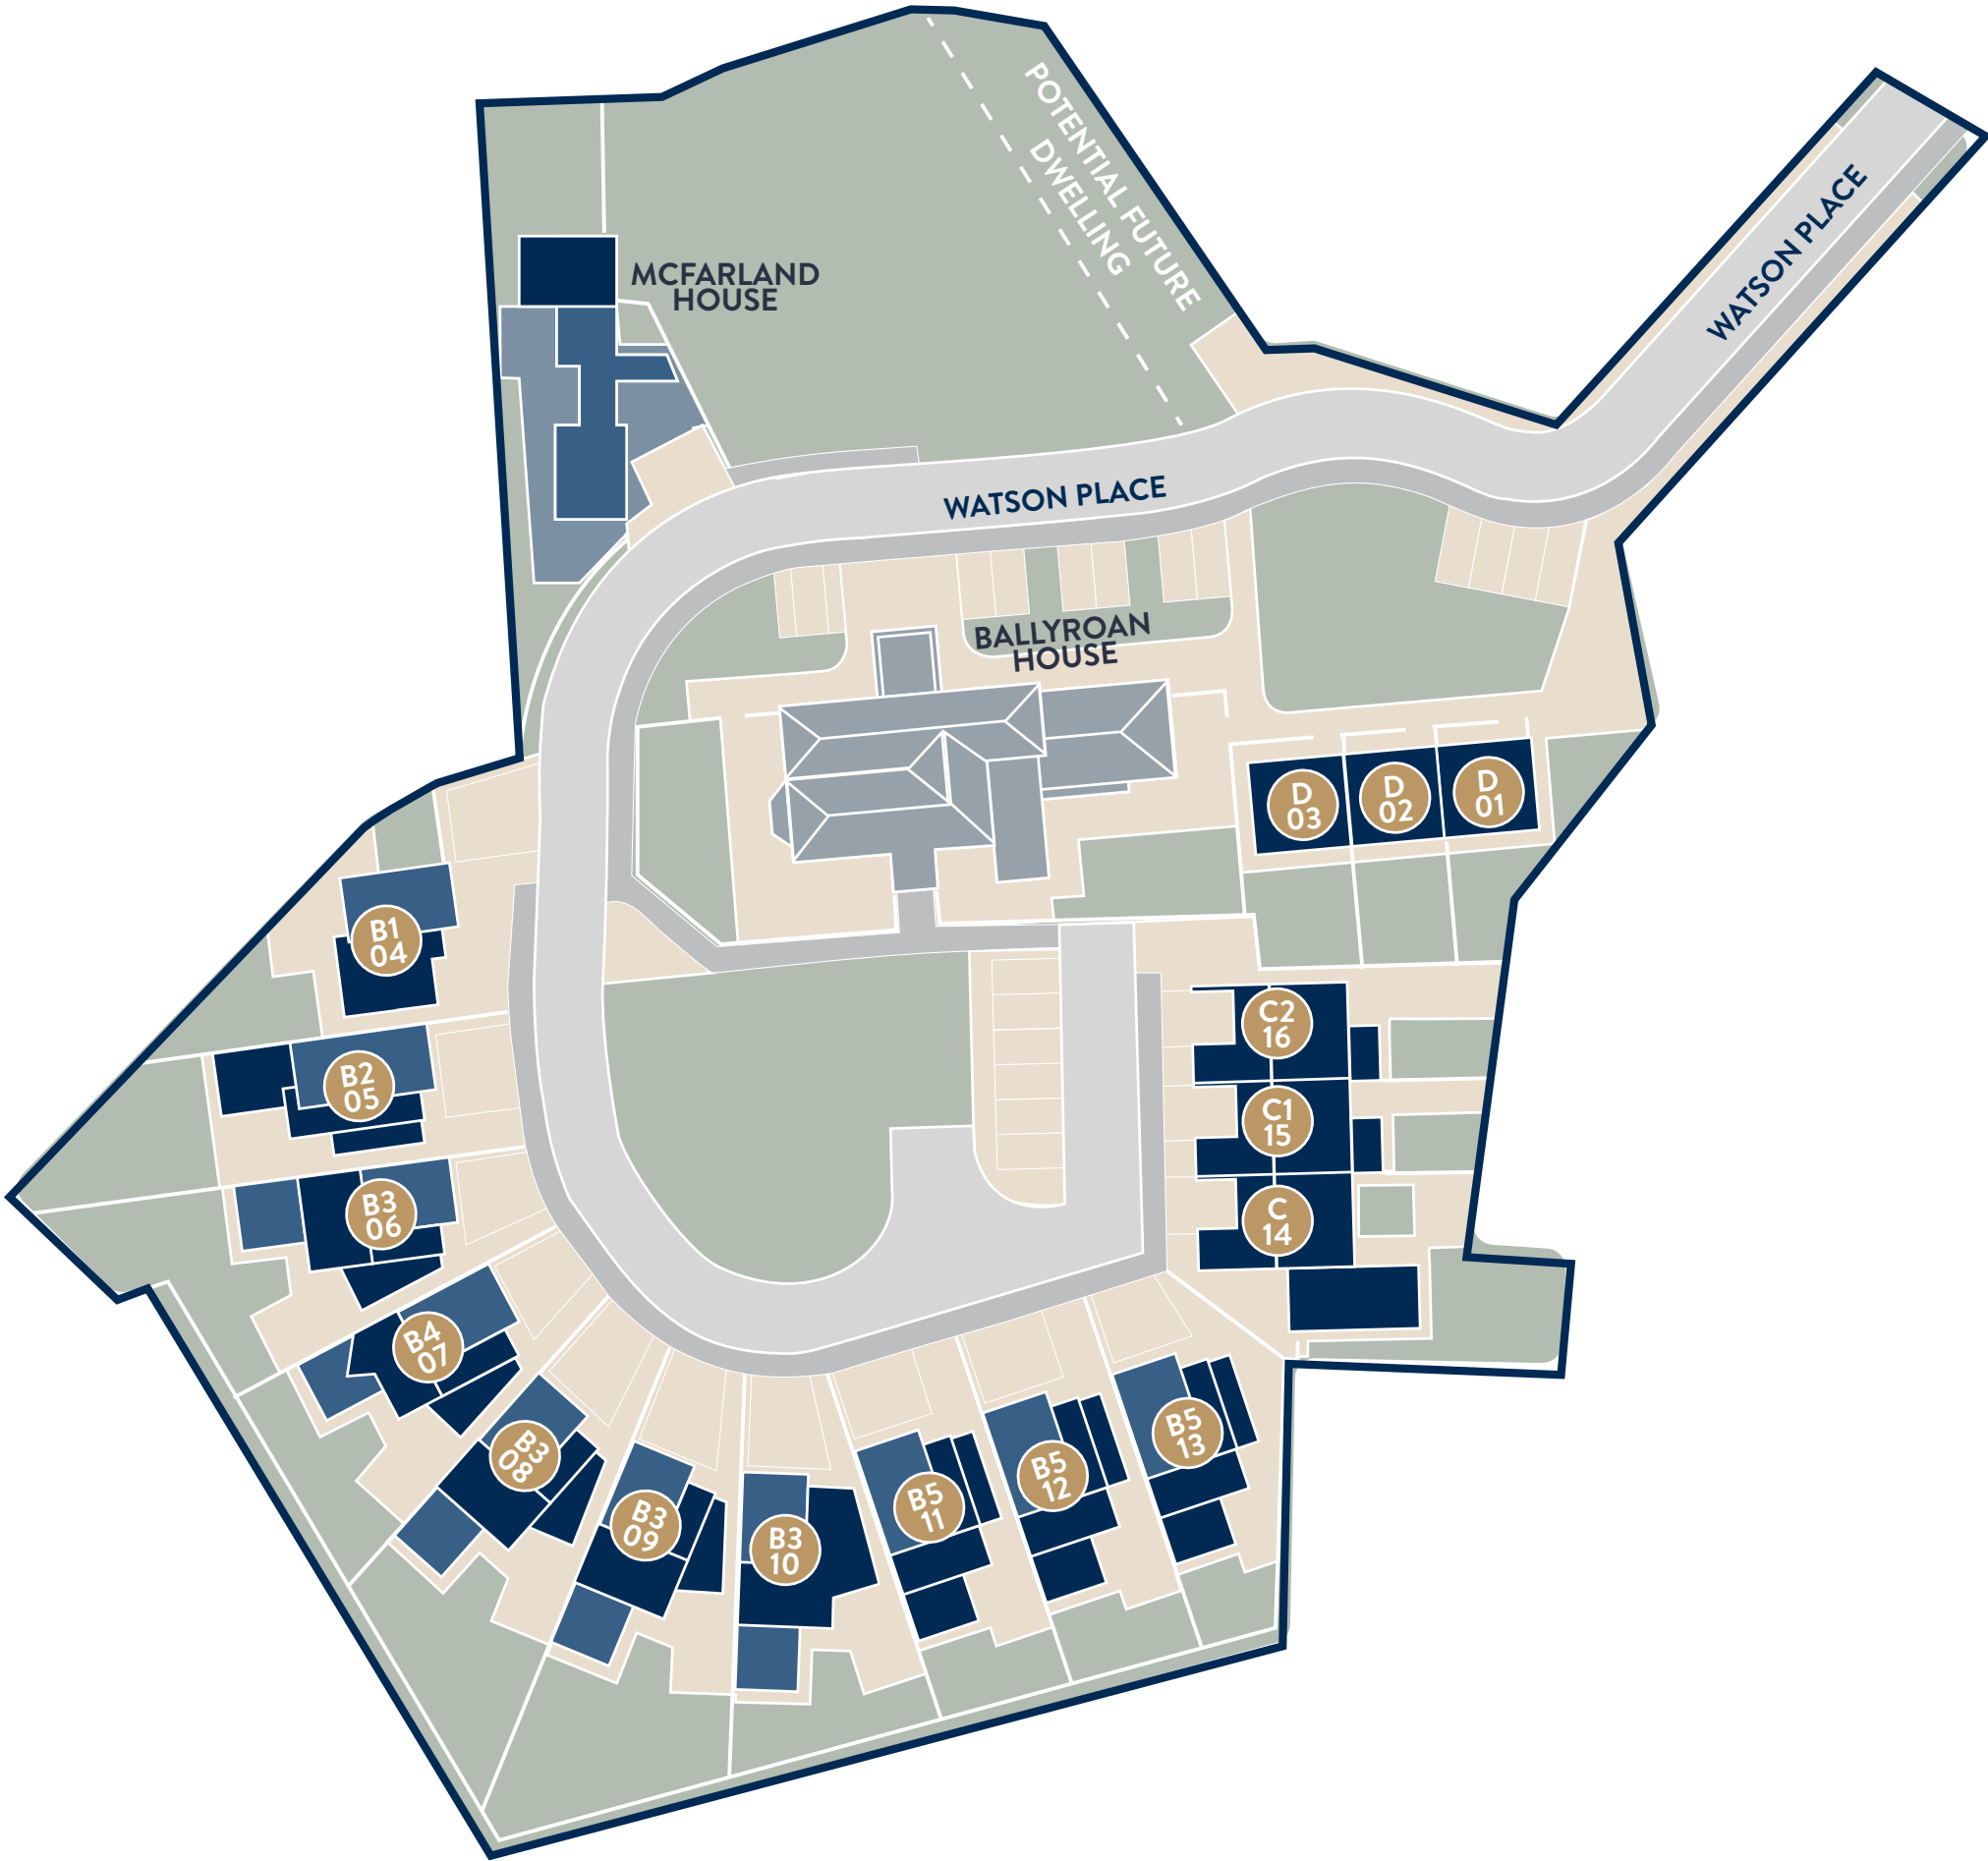 POTENTIAL FUTURE
DWELLING
WATSON PLACE
MCFARLAND
HOUSE
WATSON PLACE
BALLYROAN
HOUSE
D
03
D
02
D
01
B1
04
B2
05
B3
06
B4
07
B3
08
B3
09
B3
10
B5
11
B5
12
B5
13
C2
16
C1
15
C
14